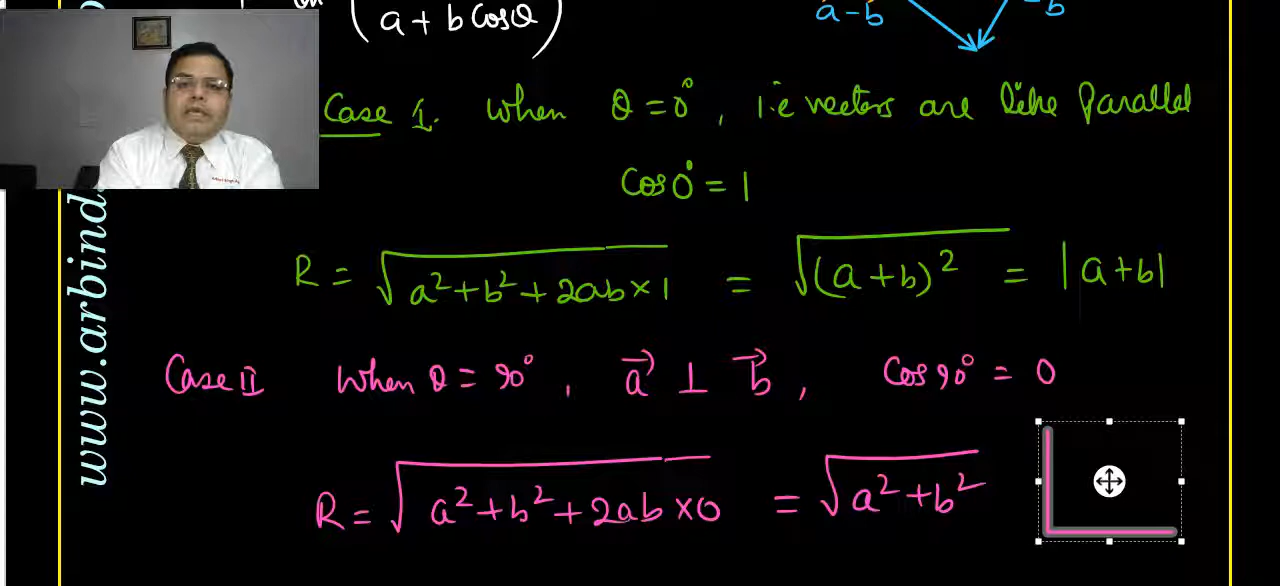 (a + b Cosθ)
a-b
-b
Case 1. When θ = 0°, i.e vectors are like Parallel
Cos 0° = 1
R = √(a²+b²+2ab×1) = √((a+b)²) = |a+b|
Case II When θ = 90°, a⃗ ⊥ b⃗, Cos 90° = 0
R = √(a²+b²+2ab×0) = √(a²+b²)
www.arbind